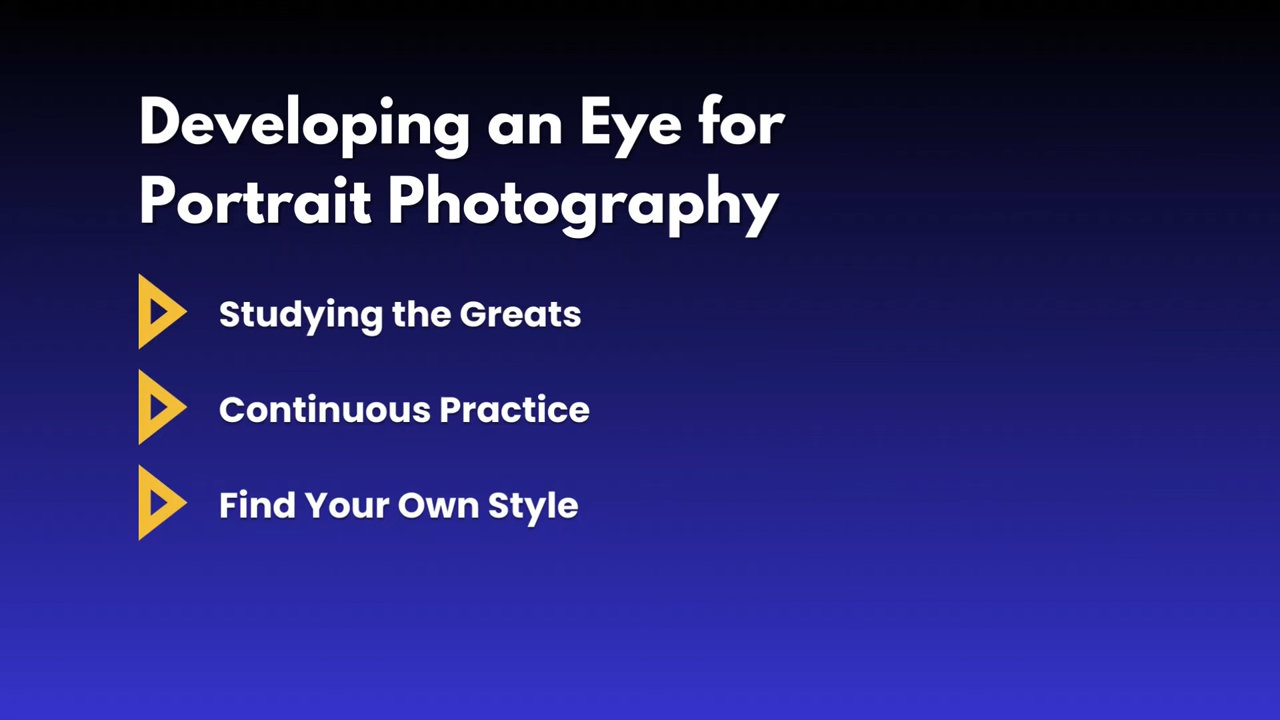 Developing an Eye for
Portrait Photography
Studying the Greats
Continuous Practice
Find Your Own Style